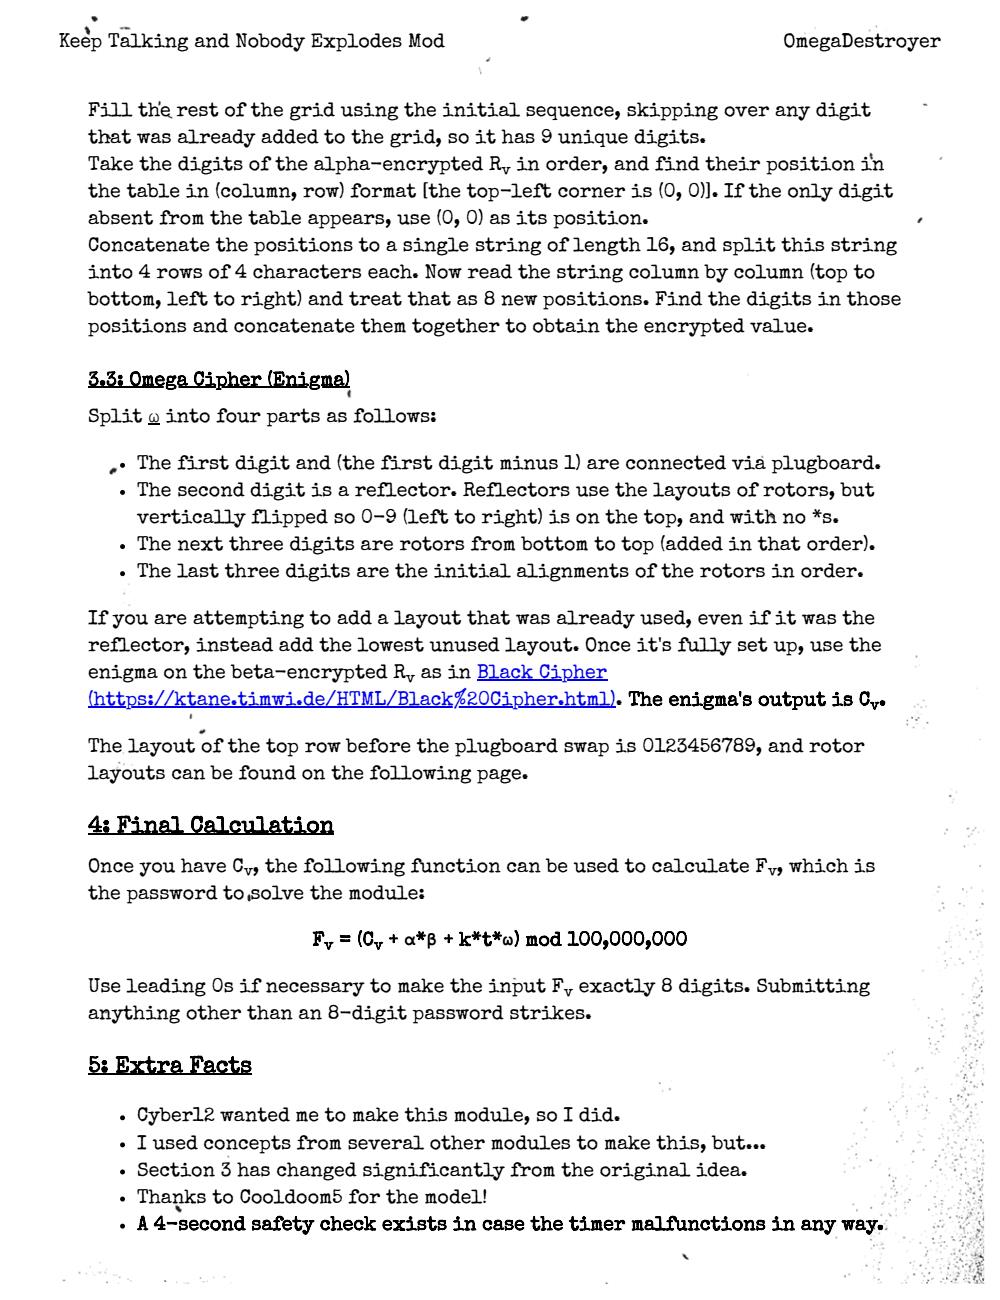 Keep Talking and Nobody Explodes Mod OmegaDestroyer
Fill the rest of the grid using the initial sequence, skipping over any digit
that was already added to the grid, so it has 9 unique digits.
Take the digits of the alpha-encrypted Rv in order, and find their position in
the table in (column, row) format [the top-left corner is (0, 0)]. If the only digit
absent from the table appears, use (0, 0) as its position.
Concatenate the positions to a single string of length 16, and split this string
into 4 rows of 4 characters each. Now read the string column by column (top to
bottom, left to right) and treat that as 8 new positions. Find the digits in those
positions and concatenate them together to obtain the encrypted value.
3.3: Omega Cipher (Enigma)
Split ω into four parts as follows:
• The first digit and (the first digit minus 1) are connected via plugboard.
• The second digit is a reflector. Reflectors use the layouts of rotors, but
vertically flipped so 0-9 (left to right) is on the top, and with no *s.
• The next three digits are rotors from bottom to top (added in that order).
• The last three digits are the initial alignments of the rotors in order.
If you are attempting to add a layout that was already used, even if it was the
reflector, instead add the lowest unused layout. Once it's fully set up, use the
enigma on the beta-encrypted Rv as in Black Cipher
(https://ktane.timwi.de/HTML/Black%20Cipher.html). The enigma's output is Cv.
The layout of the top row before the plugboard swap is 0123456789, and rotor
layouts can be found on the following page.
4: Final Calculation
Once you have Cv, the following function can be used to calculate Fv, which is
the password to solve the module:
Fv = (Cv + α*β + k*t*ω) mod 100,000,000
Use leading 0s if necessary to make the input Fv exactly 8 digits. Submitting
anything other than an 8-digit password strikes.
5: Extra Facts
• Cyber12 wanted me to make this module, so I did.
• I used concepts from several other modules to make this, but...
• Section 3 has changed significantly from the original idea.
• Thanks to Cooldoom5 for the model!
• A 4-second safety check exists in case the timer malfunctions in any way.